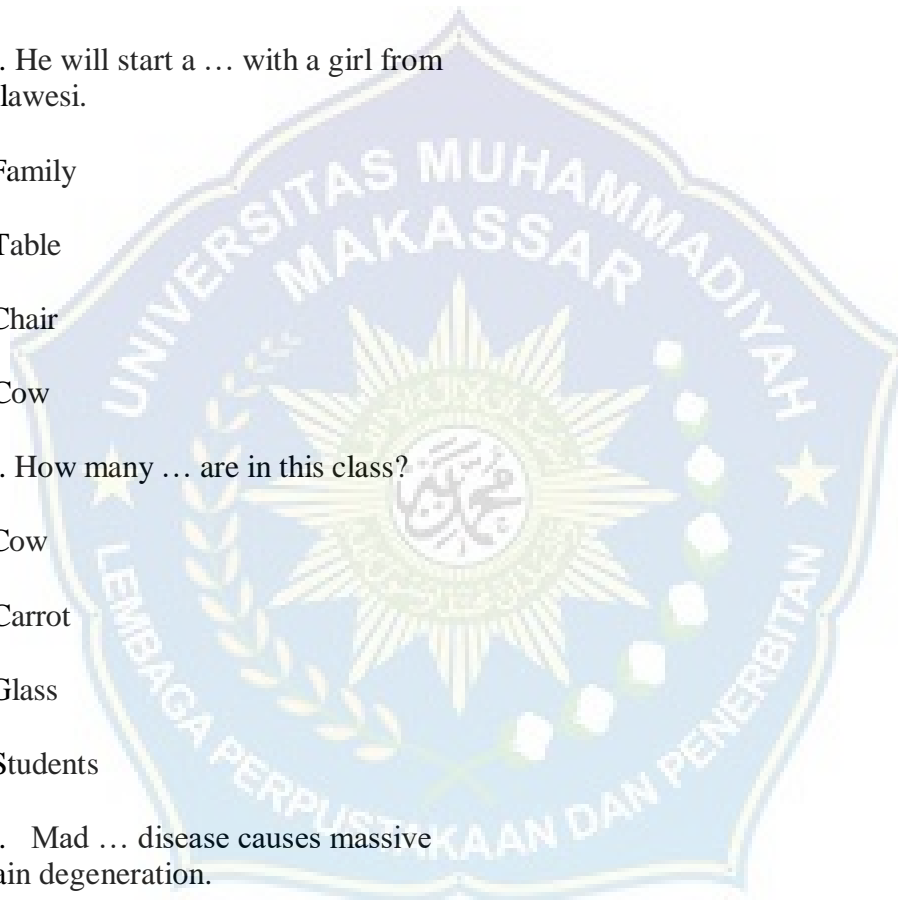 . He will start a … with a girl from
lawesi.
Family
Table
Chair
Cow
. How many … are in this class?
Cow
Carrot
Glass
Students
. Mad … disease causes massive
ain degeneration.
UNIVERSITAS MUHAMMADIYAH
MAKASSAR
LEMBAGA PERPUSTAKAAN DAN PENERBITAN